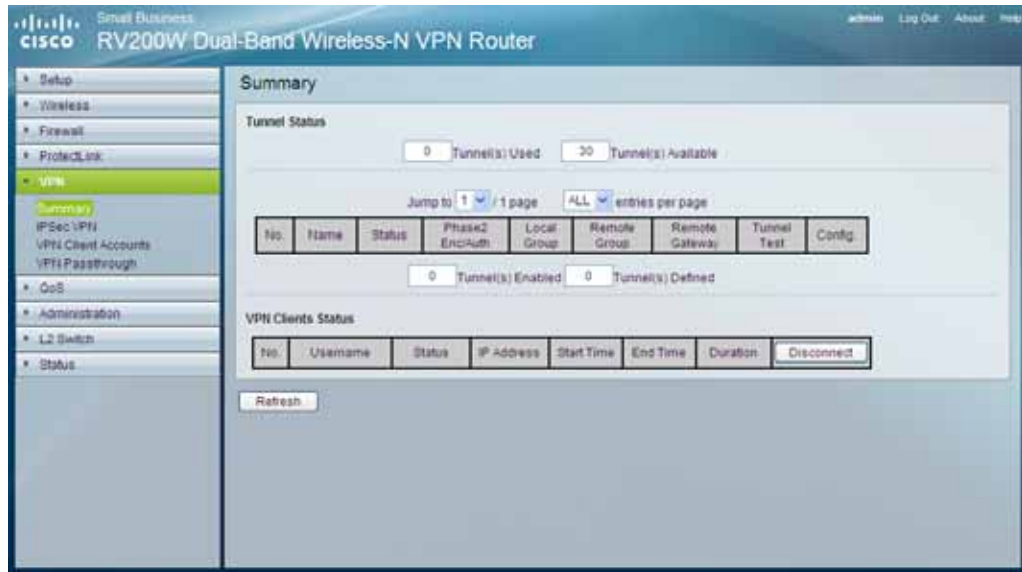 Small Business
cisco RV200W Dual-Band Wireless-N VPN Router
admin Log Out About Help
Setup
Wireless
Firewall
ProtectLink
VPN
Summary
IPSec VPN
VPN Client Accounts
VPN Passthrough
QoS
Administration
L2 Switch
Status
Summary
Tunnel Status
0 Tunnel(s) Used 30 Tunnel(s) Available
Jump to 1 / 1 page ALL entries per page
No. Name Status Phase2 Enc/Auth Local Group Remote Group Remote Gateway Tunnel Test Config.
0 Tunnel(s) Enabled 0 Tunnel(s) Defined
VPN Clients Status
No. Username Status IP Address Start Time End Time Duration Disconnect
Refresh